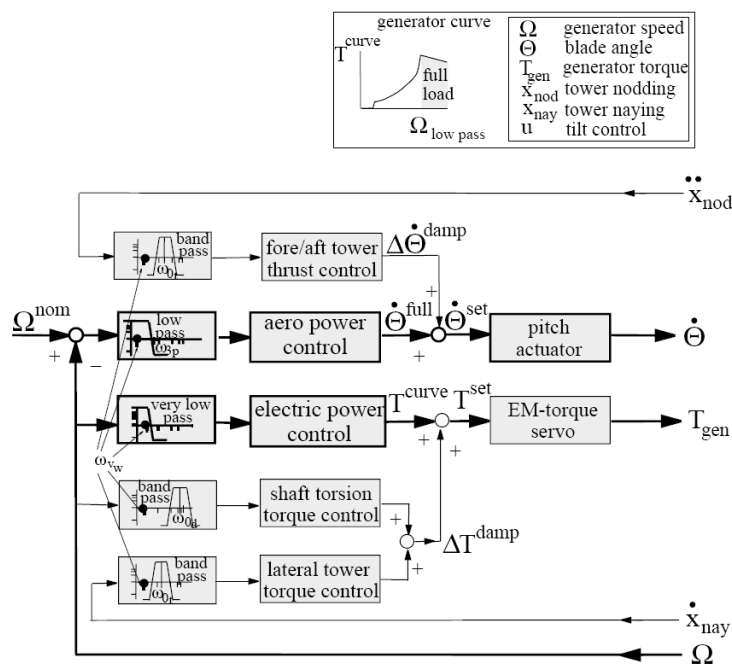 generator curve
T^curve
full
load
Ω low pass
Ω generator speed
Θ blade angle
T_gen generator torque
x_nod tower nodding
x_nay tower naying
u tilt control
ẍ_nod
band
pass
ω_0t
fore/aft tower
thrust control
ΔΘ̇^damp
+
Ω^nom
+
−
low
pass
ω_3p
aero power
control
Θ̇^full
+
Θ̇^set
pitch
actuator
Θ̇
very low
pass
electric power
control
T^curve
+
+
T^set
EM-torque
servo
T_gen
ω_v_w
band
pass
ω_0d
shaft torsion
torque control
+
+
ΔT^damp
band
pass
ω_0t
lateral tower
torque control
ẋ_nay
Ω